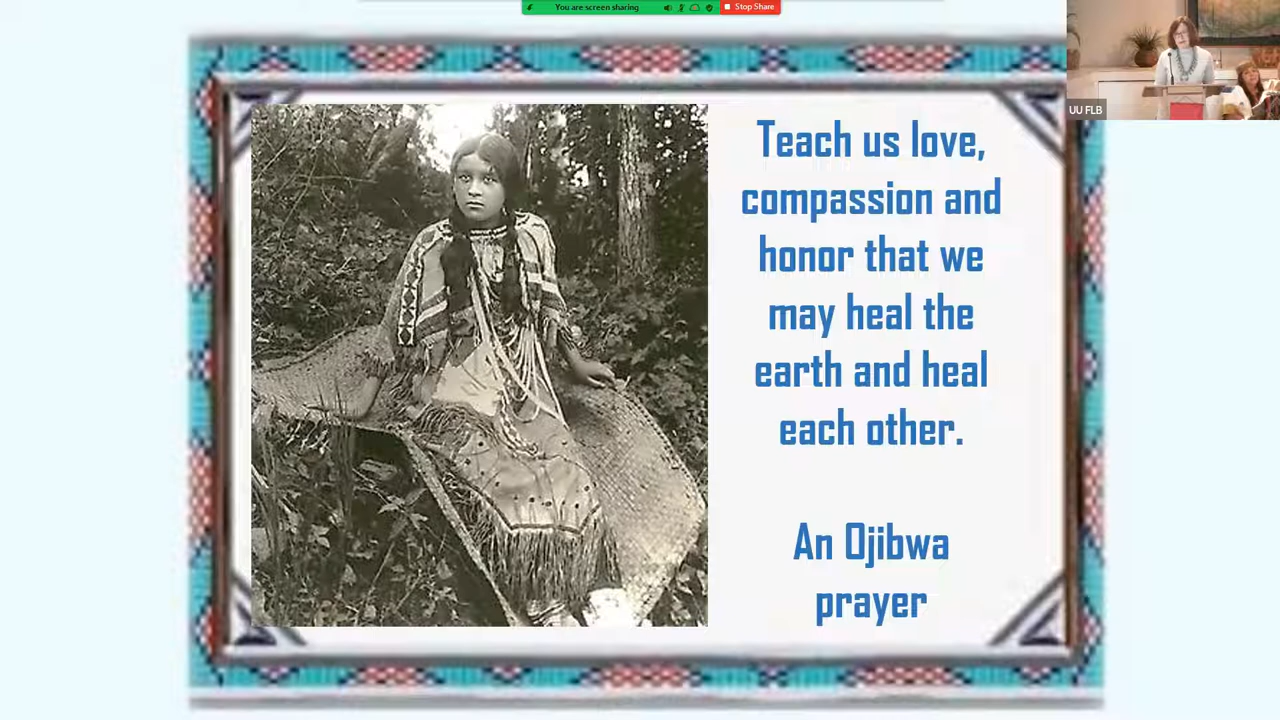 You are screen sharing
Stop Share
UU FLB
Teach us love,
compassion and
honor that we
may heal the
earth and heal
each other.
An Ojibwa
prayer